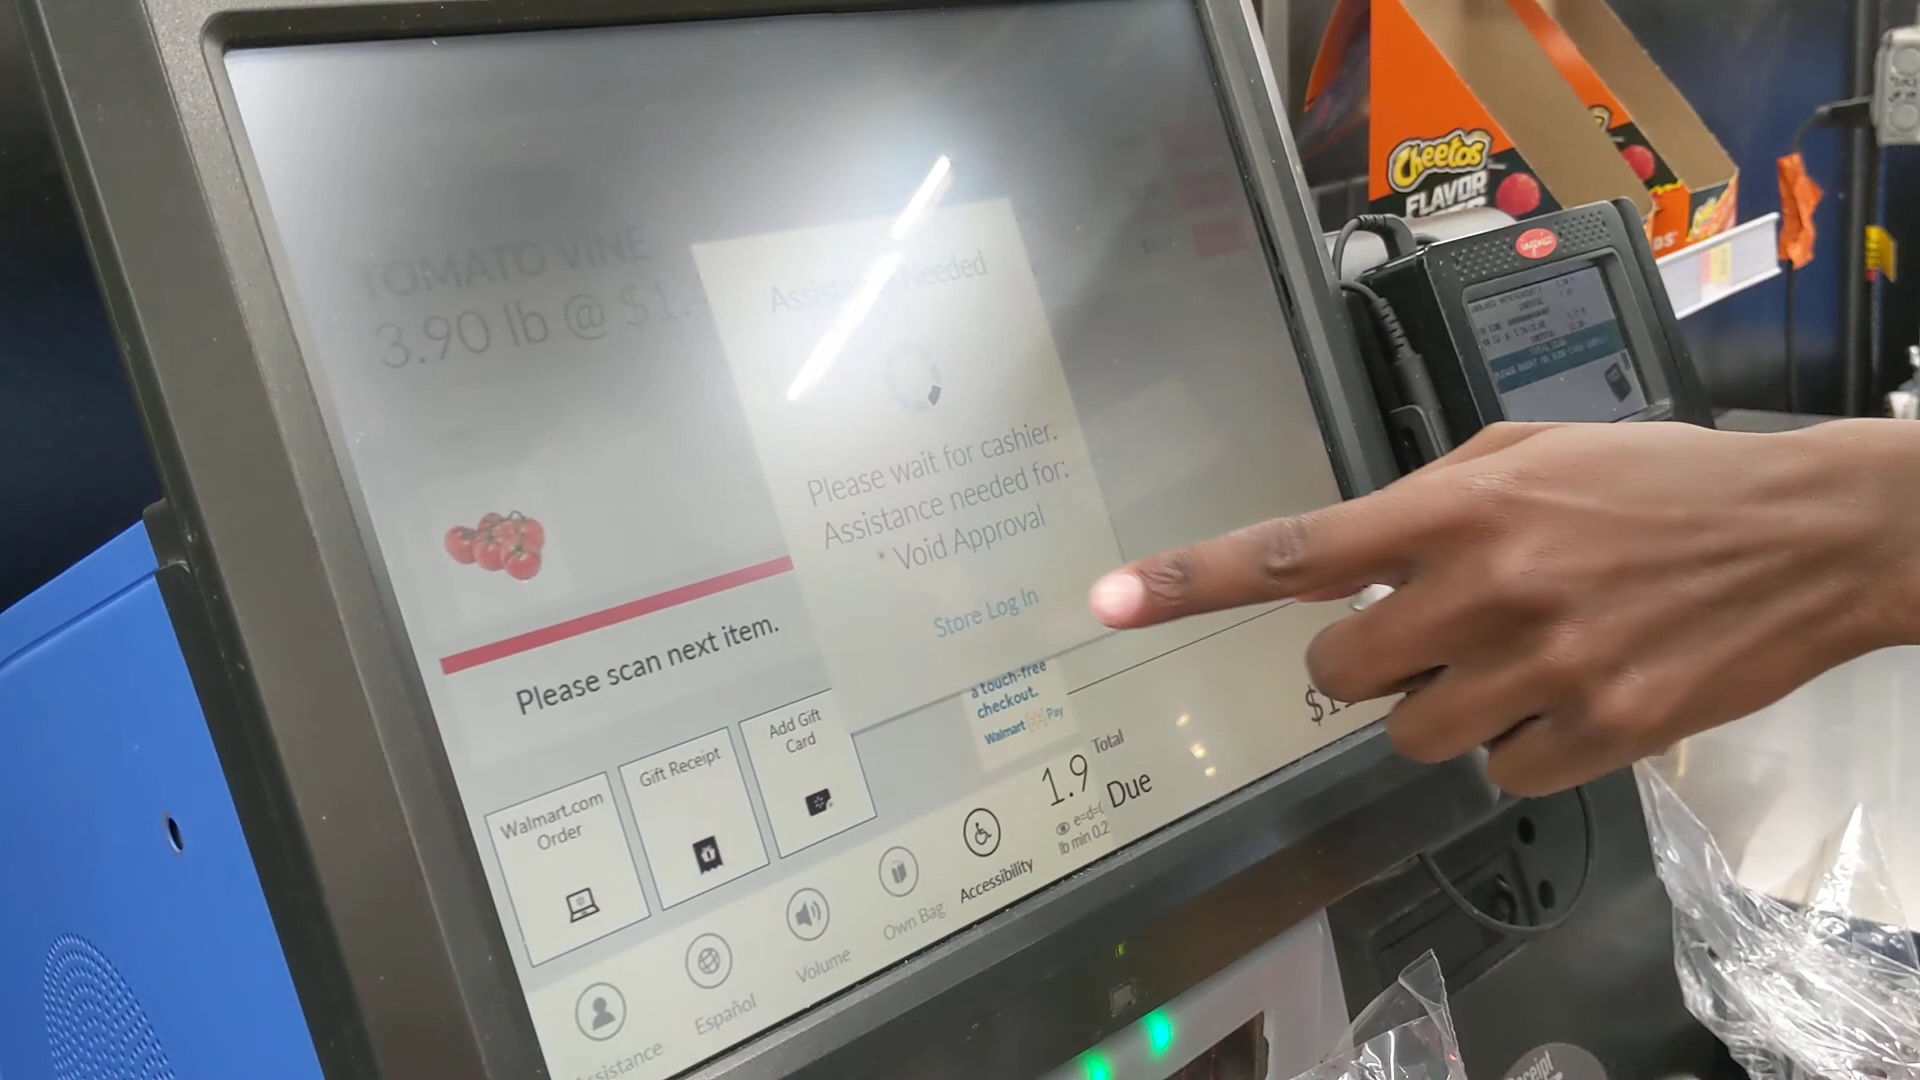 TOMATO VINE
3.90 lb @ $1.
Assistance Needed
Please wait for cashier.
Assistance needed for:
* Void Approval
Store Log In
Please scan next item.
a touch-free
checkout.
Walmart Pay
Walmart.com
Order
Gift Receipt
Add Gift
Card
1.9
lb min 0.2
Total
Due
Assistance
Español
Volume
Own Bag
Accessibility
Cheetos
FLAVOR
ingenico
Receipt